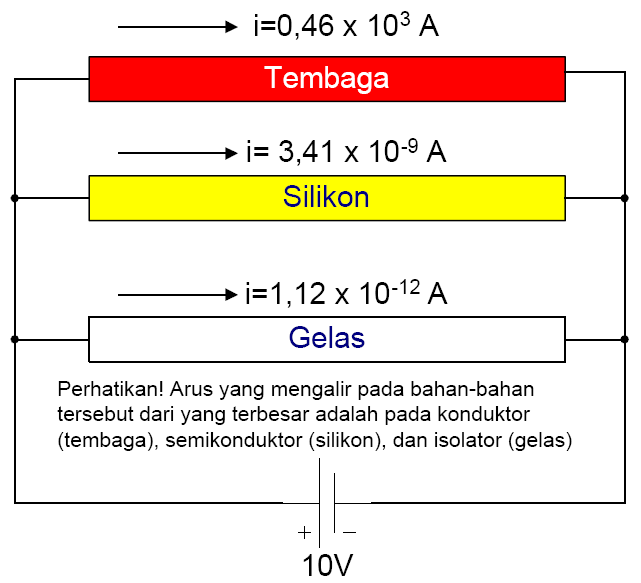 i=0,46 x 10³ A
Tembaga
i= 3,41 x 10⁻⁹ A
Silikon
i=1,12 x 10⁻¹² A
Gelas
Perhatikan! Arus yang mengalir pada bahan-bahan
tersebut dari yang terbesar adalah pada konduktor
(tembaga), semikonduktor (silikon), dan isolator (gelas)
+ −
10V